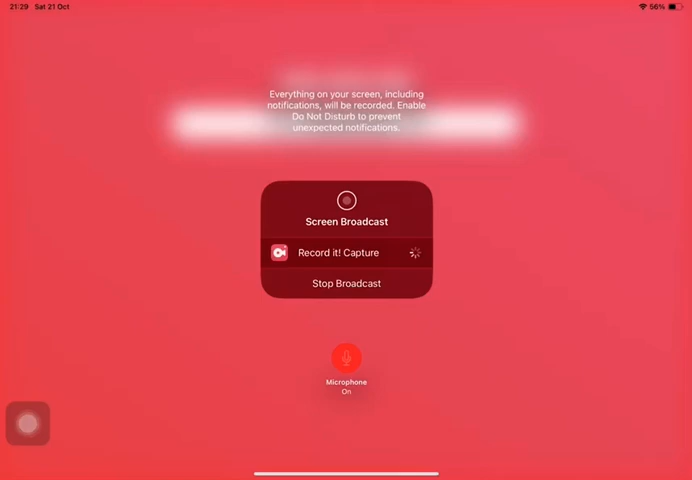 21:29 Sat 21 Oct
56%
Everything on your screen, including
notifications, will be recorded. Enable
Do Not Disturb to prevent
unexpected notifications.
Screen Broadcast
Record it! Capture
Stop Broadcast
Microphone
On